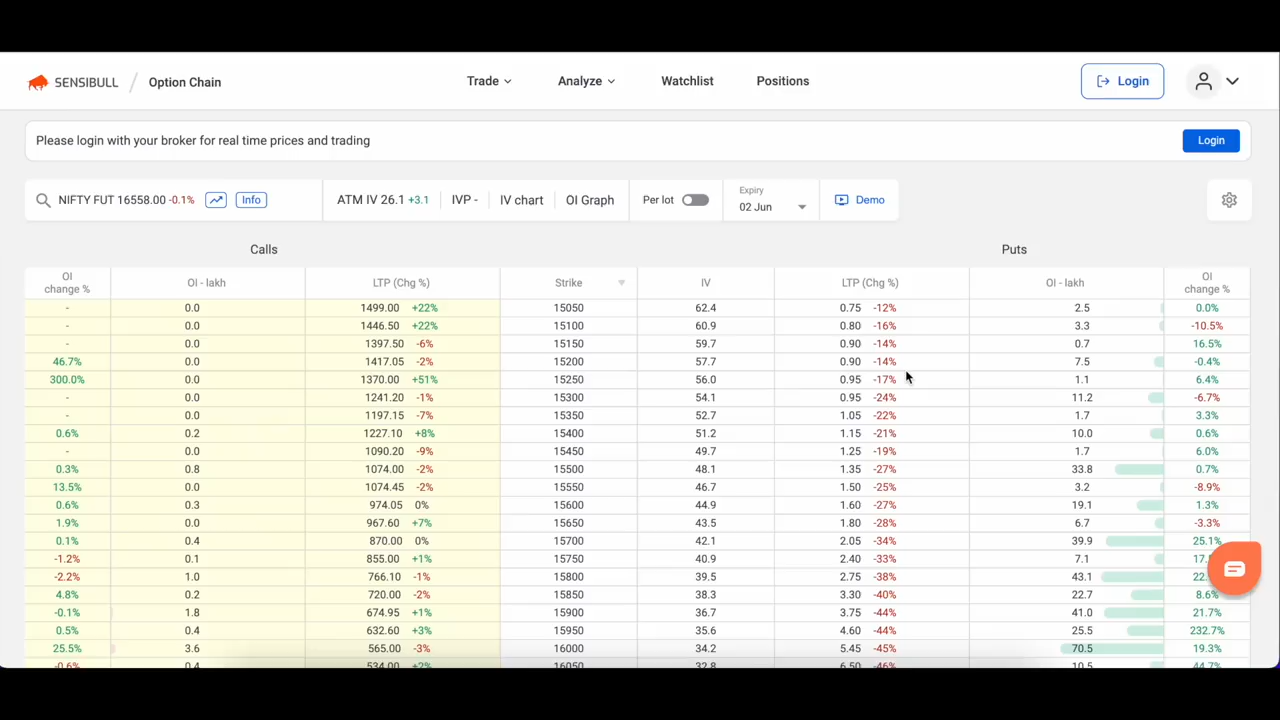 SENSIBULL / Option Chain Trade Analyze Watchlist Positions Login
Please login with your broker for real time prices and trading Login
NIFTY FUT 16558.00 -0.1% Info ATM IV 26.1 +3.1 IVP - IV chart OI Graph Per lot Expiry 02 Jun Demo
Calls Puts
OI change % OI - lakh LTP (Chg %) Strike IV LTP (Chg %) OI - lakh OI change %
- 0.0 1499.00 +22% 15050 62.4 0.75 -12% 2.5 0.0%
- 0.0 1446.50 +22% 15100 60.9 0.80 -16% 3.3 -10.5%
- 0.0 1397.50 -6% 15150 59.7 0.90 -14% 0.7 16.5%
46.7% 0.0 1417.05 -2% 15200 57.7 0.90 -14% 7.5 -0.4%
300.0% 0.0 1370.00 +51% 15250 56.0 0.95 -17% 1.1 6.4%
- 0.0 1241.20 -1% 15300 54.1 0.95 -24% 11.2 -6.7%
- 0.0 1197.15 -7% 15350 52.7 1.05 -22% 1.7 3.3%
0.6% 0.2 1227.10 +8% 15400 51.2 1.15 -21% 10.0 0.6%
- 0.0 1090.20 -9% 15450 49.7 1.25 -19% 1.7 6.0%
0.3% 0.8 1074.00 -2% 15500 48.1 1.35 -27% 33.8 0.7%
13.5% 0.0 1074.45 -2% 15550 46.7 1.50 -25% 3.2 -8.9%
0.6% 0.3 974.05 0% 15600 44.9 1.60 -27% 19.1 1.3%
1.9% 0.0 967.60 +7% 15650 43.5 1.80 -28% 6.7 -3.3%
0.1% 0.4 870.00 0% 15700 42.1 2.05 -34% 39.9 25.1%
-1.2% 0.1 855.00 +1% 15750 40.9 2.40 -33% 7.1 17.
-2.2% 1.0 766.10 -1% 15800 39.5 2.75 -38% 43.1 22.
4.8% 0.2 720.00 -2% 15850 38.3 3.30 -40% 22.7 8.6%
-0.1% 1.8 674.95 +1% 15900 36.7 3.75 -44% 41.0 21.7%
0.5% 0.4 632.60 +3% 15950 35.6 4.60 -44% 25.5 232.7%
25.5% 3.6 565.00 -3% 16000 34.2 5.45 -45% 70.5 19.3%
-0.6% 0.4 534.00 +2% 16050 32.8 6.50 -46% 10.5 44.7%